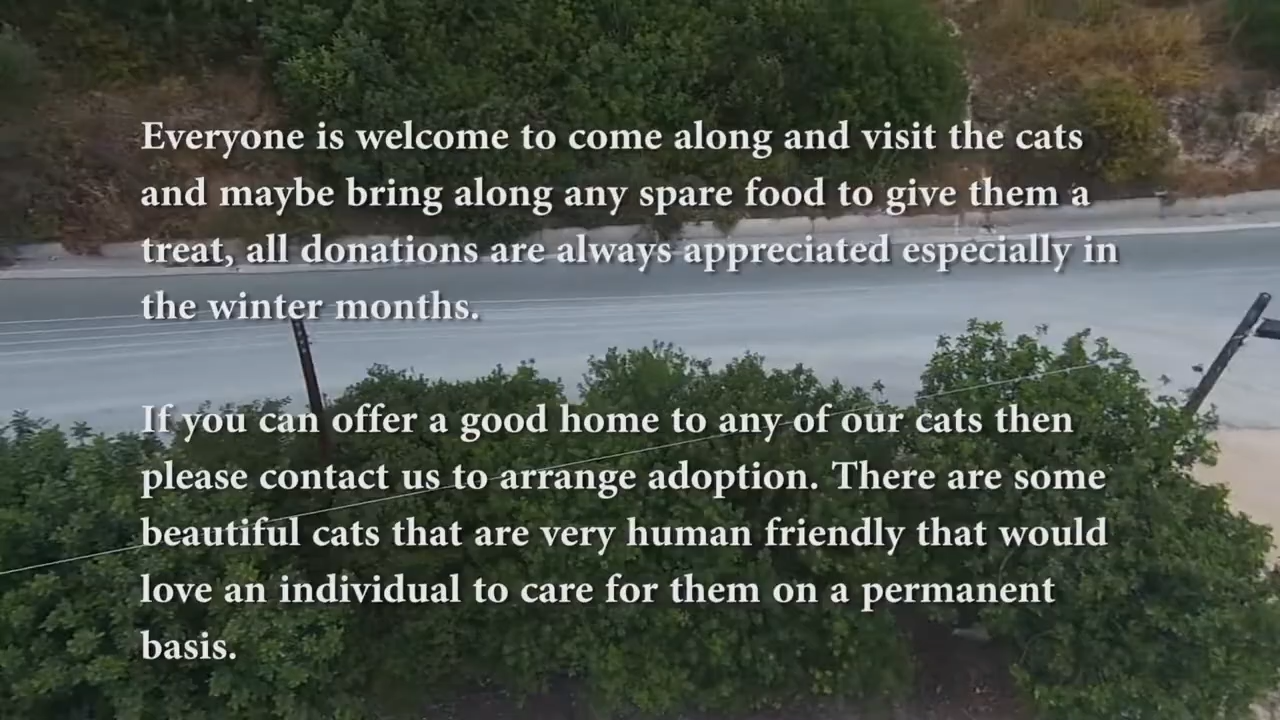 Everyone is welcome to come along and visit the cats
and maybe bring along any spare food to give them a
treat, all donations are always appreciated especially in
the winter months.
If you can offer a good home to any of our cats then
please contact us to arrange adoption. There are some
beautiful cats that are very human friendly that would
love an individual to care for them on a permanent
basis.